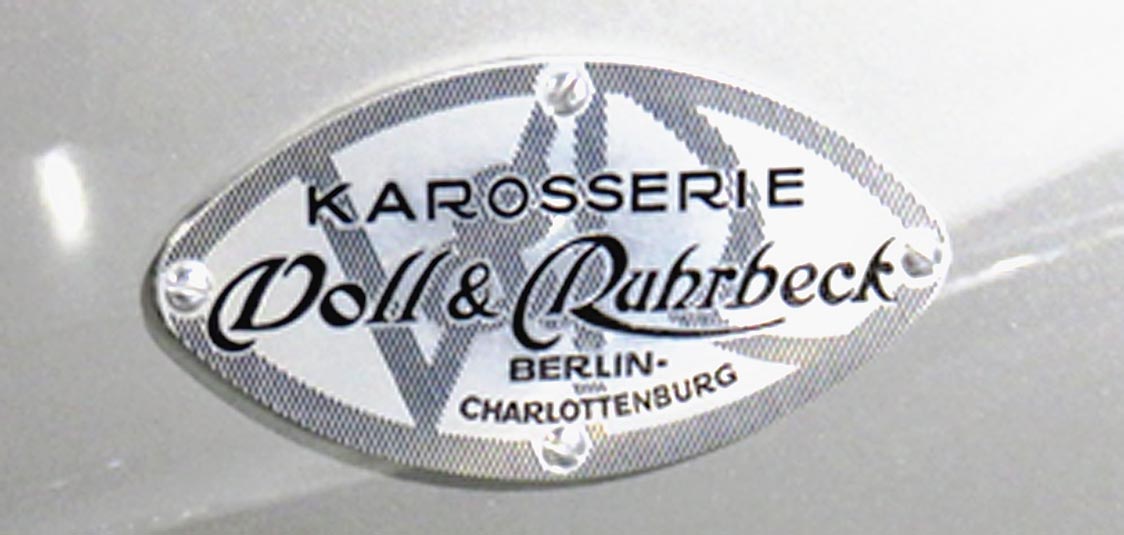 KAROSSERIE
Voll & Ruhrbeck
BERLIN-
CHARLOTTENBURG